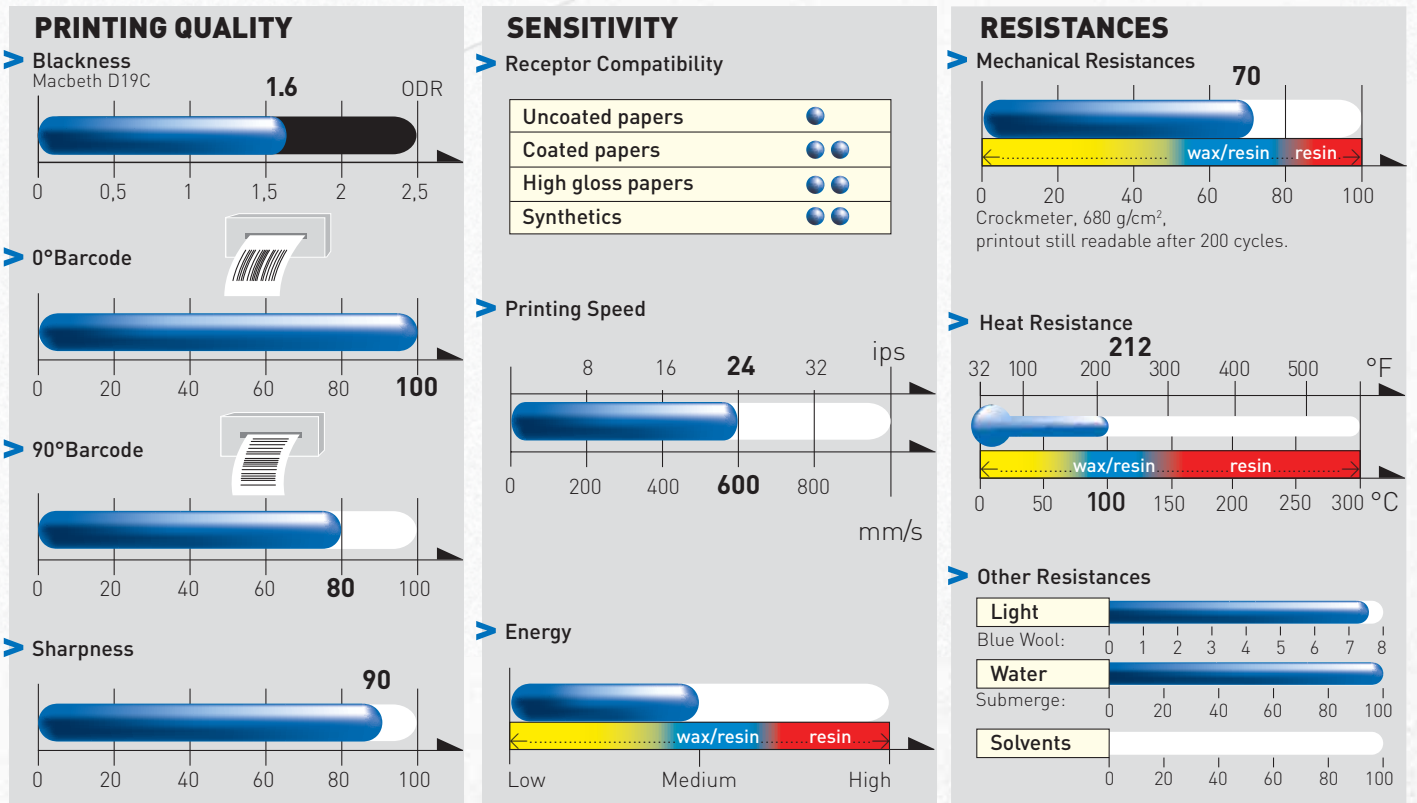 PRINTING QUALITY
> Blackness
Macbeth D19C
1.6 ODR
0 0,5 1 1,5 2 2,5
> 0°Barcode
0 20 40 60 80 100
> 90°Barcode
0 20 40 60 80 100
> Sharpness
90
0 20 40 60 80 100
SENSITIVITY
> Receptor Compatibility
Uncoated papers
Coated papers
High gloss papers
Synthetics
> Printing Speed
ips
8 16 24 32
0 200 400 600 800
mm/s
> Energy
wax/resin resin
Low Medium High
RESISTANCES
> Mechanical Resistances
70
wax/resin resin
0 20 40 60 80 100
Crockmeter, 680 g/cm²,
printout still readable after 200 cycles.
> Heat Resistance
212
32 100 200 300 400 500 °F
wax/resin resin
0 50 100 150 200 250 300 °C
> Other Resistances
Light
Blue Wool: 0 1 2 3 4 5 6 7 8
Water
Submerge: 0 20 40 60 80 100
Solvents
0 20 40 60 80 100